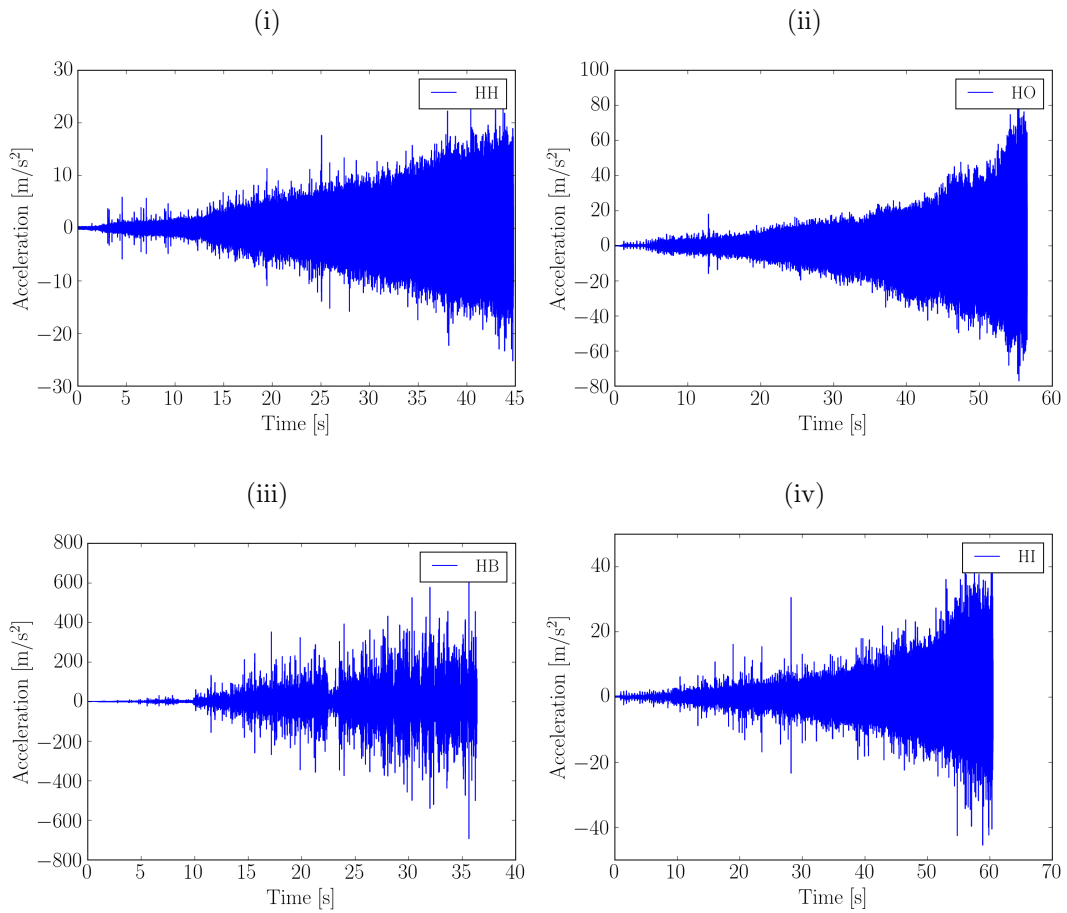 (i)
(ii)
30
20
10
0
−10
−20
−30
Acceleration [m/s²]
HH
0 5 10 15 20 25 30 35 40 45
Time [s]
100
80
60
40
20
0
−20
−40
−60
−80
Acceleration [m/s²]
HO
0 10 20 30 40 50 60
Time [s]
(iii)
(iv)
800
600
400
200
0
−200
−400
−600
−800
Acceleration [m/s²]
HB
0 5 10 15 20 25 30 35 40
Time [s]
40
20
0
−20
−40
Acceleration [m/s²]
HI
0 10 20 30 40 50 60 70
Time [s]